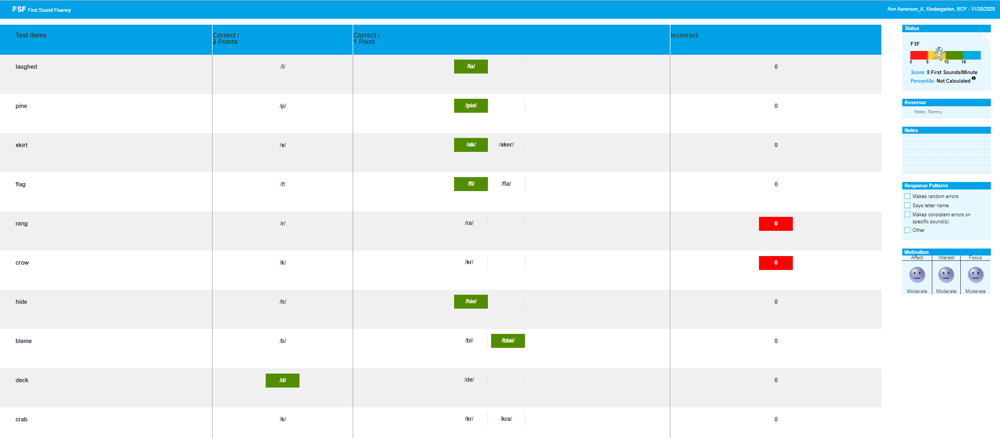 FSF First Sound Fluency
Ann Aarenson_K, Kindergarten, BOY - 11/20/2020
Test Items
Correct /
2 Points
Correct /
1 Point
Incorrect
laughed /l/ /la/ 0
pine /p/ /pie/ 0
skirt /s/ /sk/ /sker/ 0
flag /f/ /fl/ /fla/ 0
rang /r/ /ra/ 0
crow /k/ /kr/ 0
hide /h/ /hie/ 0
blame /b/ /bl/ /blai/ 0
deck /d/ /de/ 0
crab /k/ /kr/ /kra/ 0
Status
FSF
0 5 10 16
Score: 8 First Sounds/Minute
Percentile: Not Calculated
Assessor
Yetter, Tammy
Notes
Response Patterns
Makes random errors
Says letter name
Makes consistent errors on
specific sound(s)
Other
Motivation
Affect Interest Focus
Moderate Moderate Moderate